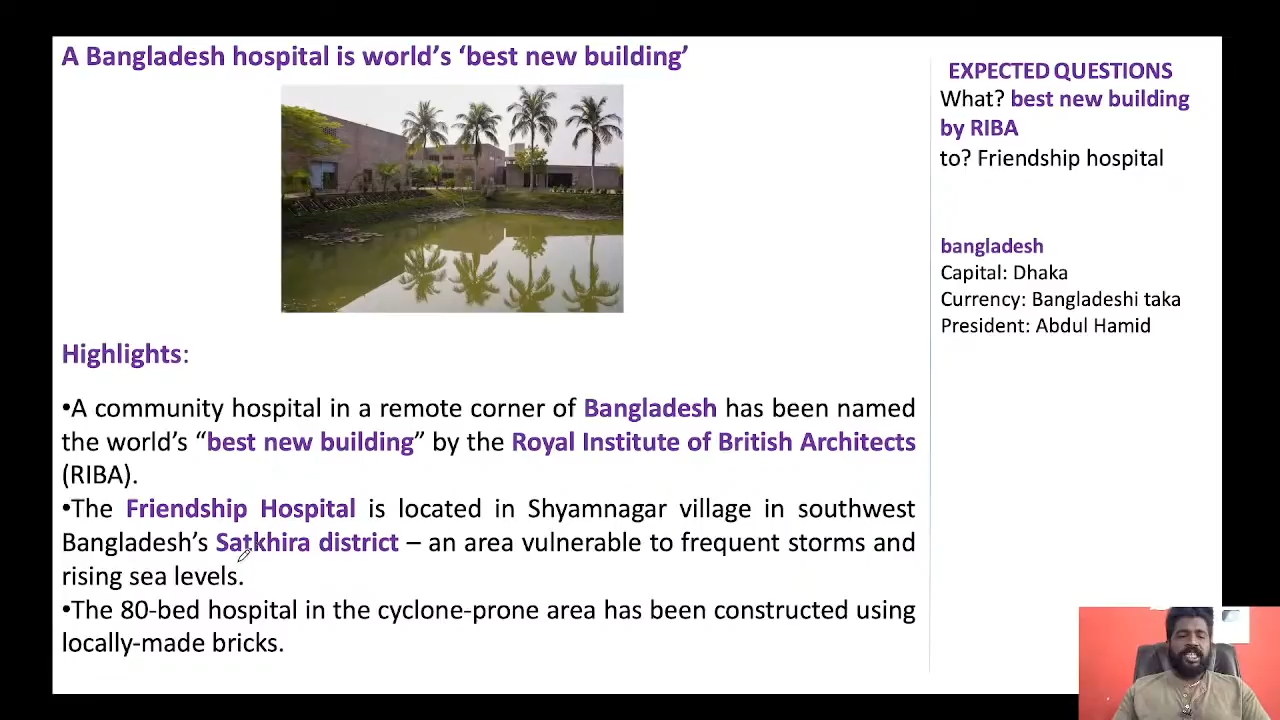 A Bangladesh hospital is world's 'best new building'
Highlights:
•A community hospital in a remote corner of Bangladesh has been named
the world's "best new building" by the Royal Institute of British Architects
(RIBA).
•The Friendship Hospital is located in Shyamnagar village in southwest
Bangladesh's Satkhira district – an area vulnerable to frequent storms and
rising sea levels.
•The 80-bed hospital in the cyclone-prone area has been constructed using
locally-made bricks.
EXPECTED QUESTIONS
What? best new building
by RIBA
to? Friendship hospital
bangladesh
Capital: Dhaka
Currency: Bangladeshi taka
President: Abdul Hamid